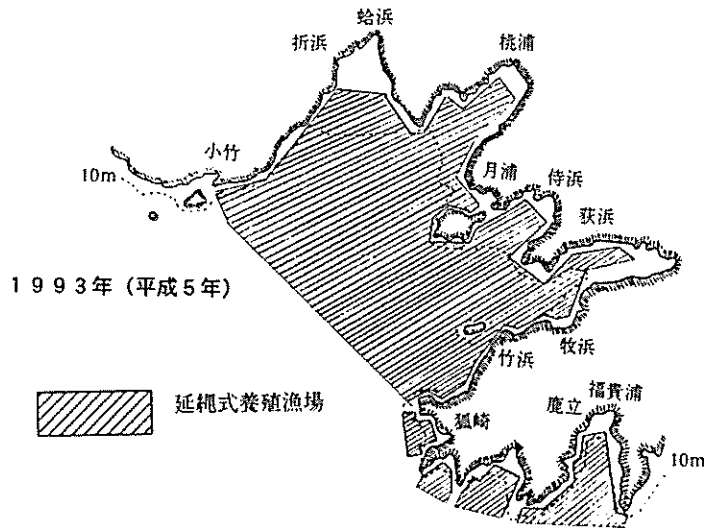 蛤浜
折浜
桃浦
小竹
10m
月浦
侍浜
荻浜
1993年 (平成5年)
牧浜
竹浜
延縄式養殖漁場
福貴浦
鹿立
狐崎
10m